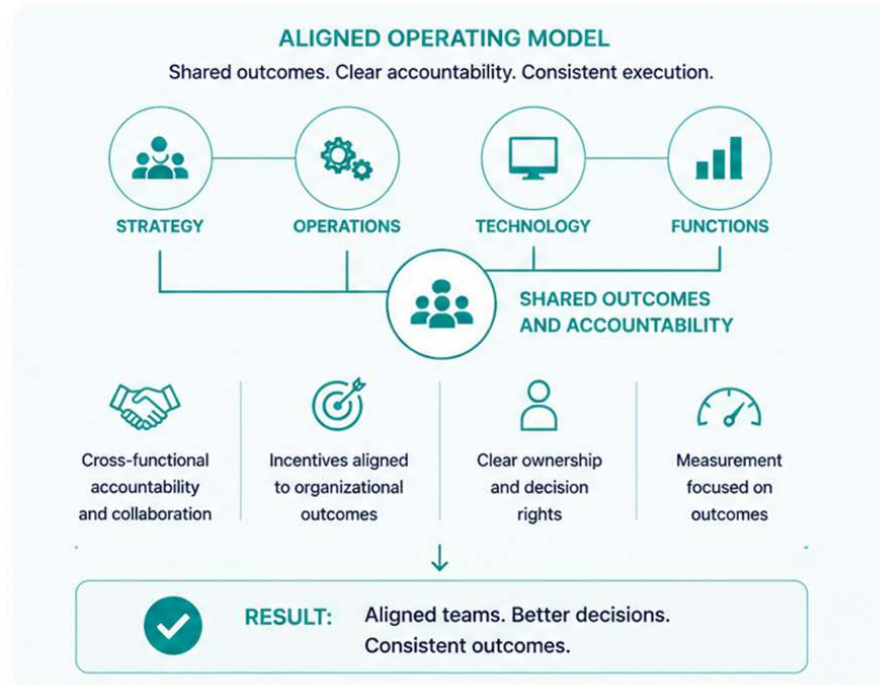 ALIGNED OPERATING MODEL
Shared outcomes. Clear accountability. Consistent execution.
STRATEGY
OPERATIONS
TECHNOLOGY
FUNCTIONS
SHARED OUTCOMES
AND ACCOUNTABILITY
Cross-functional
accountability
and collaboration
Incentives aligned
to organizational
outcomes
Clear ownership
and decision
rights
Measurement
focused on
outcomes
RESULT:
Aligned teams. Better decisions.
Consistent outcomes.